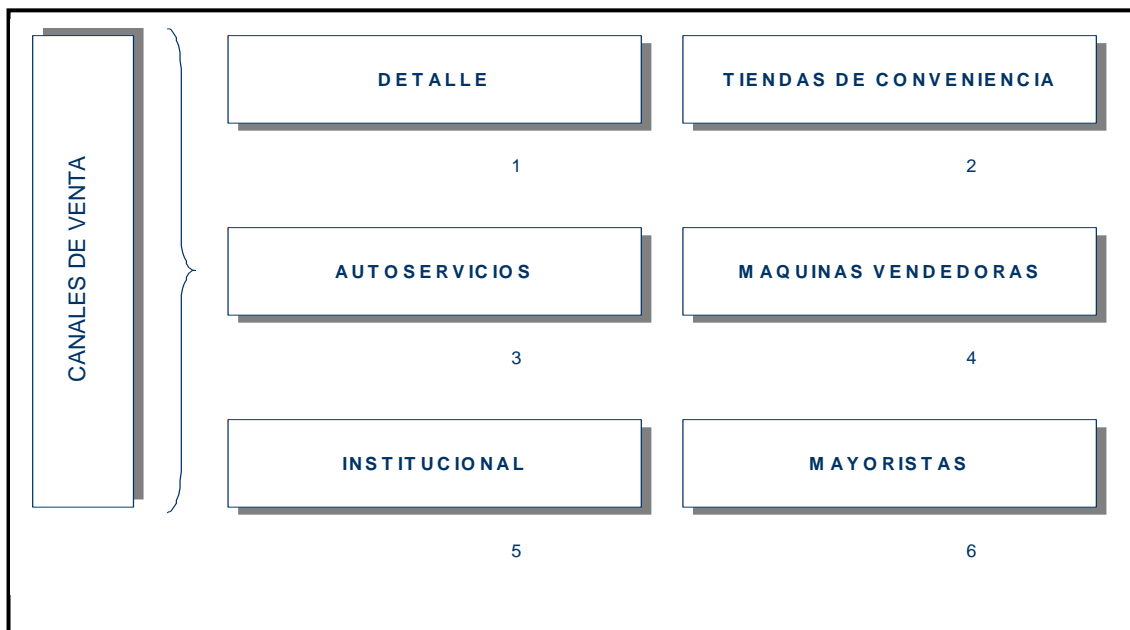 CANALES DE VENTA
DETALLE
TIENDAS DE CONVENIENCIA
1
2
AUTOSERVICIOS
MAQUINAS VENDEDORAS
3
4
INSTITUCIONAL
MAYORISTAS
5
6